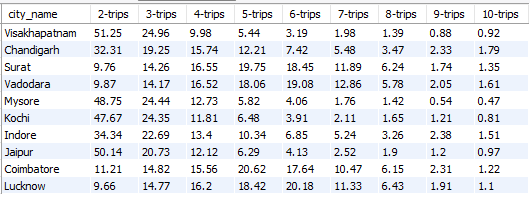 city_name 2-trips 3-trips 4-trips 5-trips 6-trips 7-trips 8-trips 9-trips 10-trips
Visakhapatnam 51.25 24.96 9.98 5.44 3.19 1.98 1.39 0.88 0.92
Chandigarh 32.31 19.25 15.74 12.21 7.42 5.48 3.47 2.33 1.79
Surat 9.76 14.26 16.55 19.75 18.45 11.89 6.24 1.74 1.35
Vadodara 9.87 14.17 16.52 18.06 19.08 12.86 5.78 2.05 1.61
Mysore 48.75 24.44 12.73 5.82 4.06 1.76 1.42 0.54 0.47
Kochi 47.67 24.35 11.81 6.48 3.91 2.11 1.65 1.21 0.81
Indore 34.34 22.69 13.4 10.34 6.85 5.24 3.26 2.38 1.51
Jaipur 50.14 20.73 12.12 6.29 4.13 2.52 1.9 1.2 0.97
Coimbatore 11.21 14.82 15.56 20.62 17.64 10.47 6.15 2.31 1.22
Lucknow 9.66 14.77 16.2 18.42 20.18 11.33 6.43 1.91 1.1